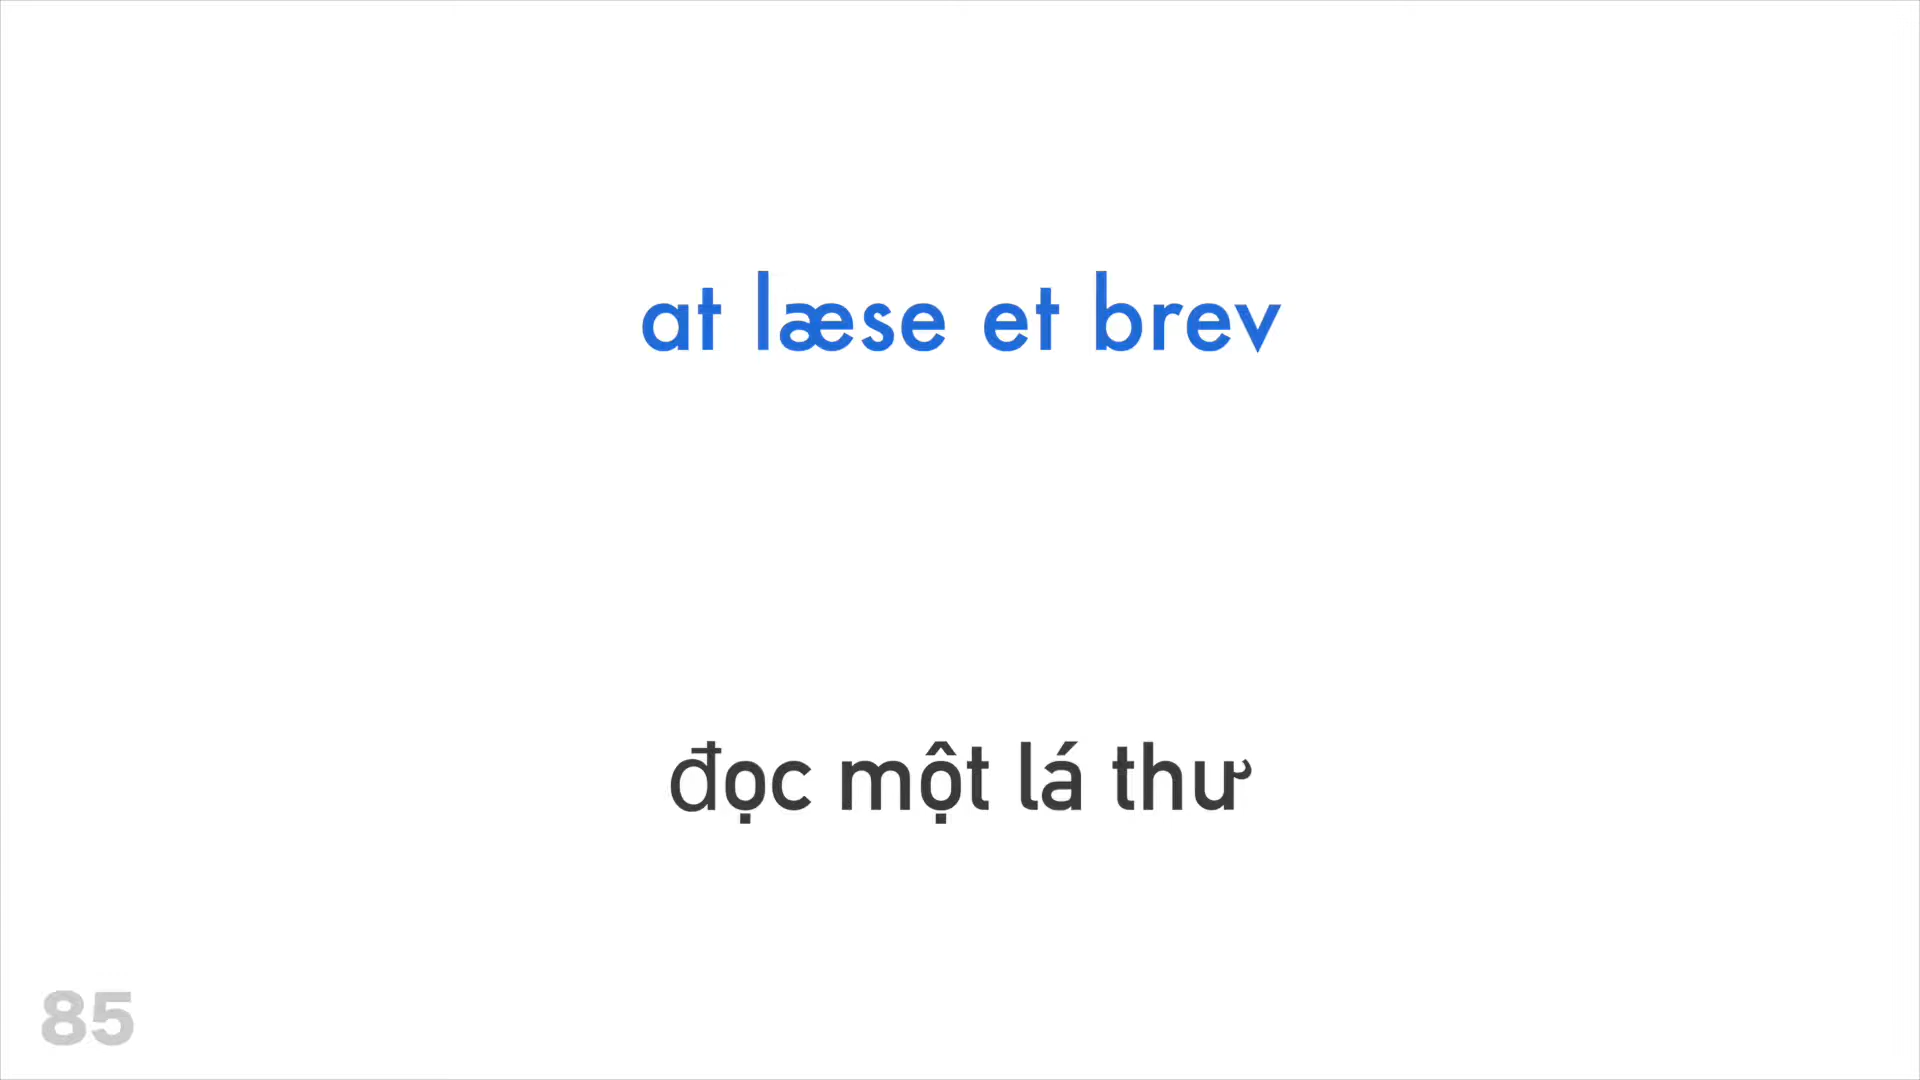 at læse et brev
đọc một lá thư
85